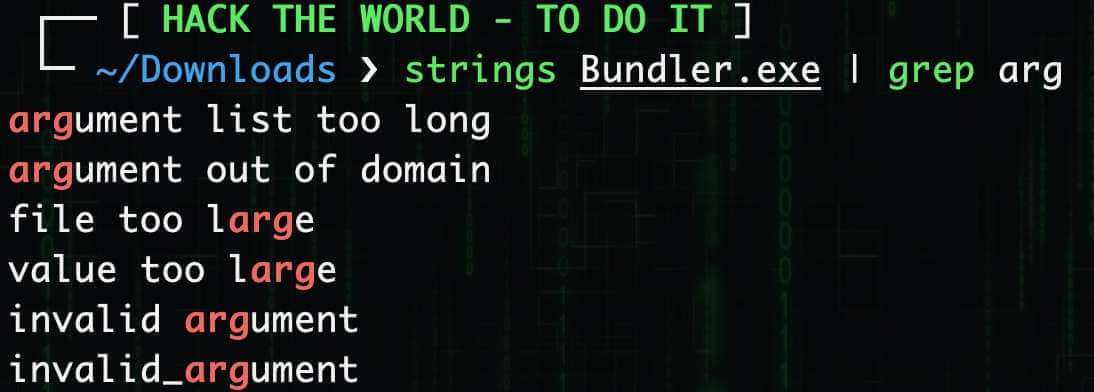 [ HACK THE WORLD - TO DO IT ]
~/Downloads ❯ strings Bundler.exe | grep arg
argument list too long
argument out of domain
file too large
value too large
invalid argument
invalid_argument